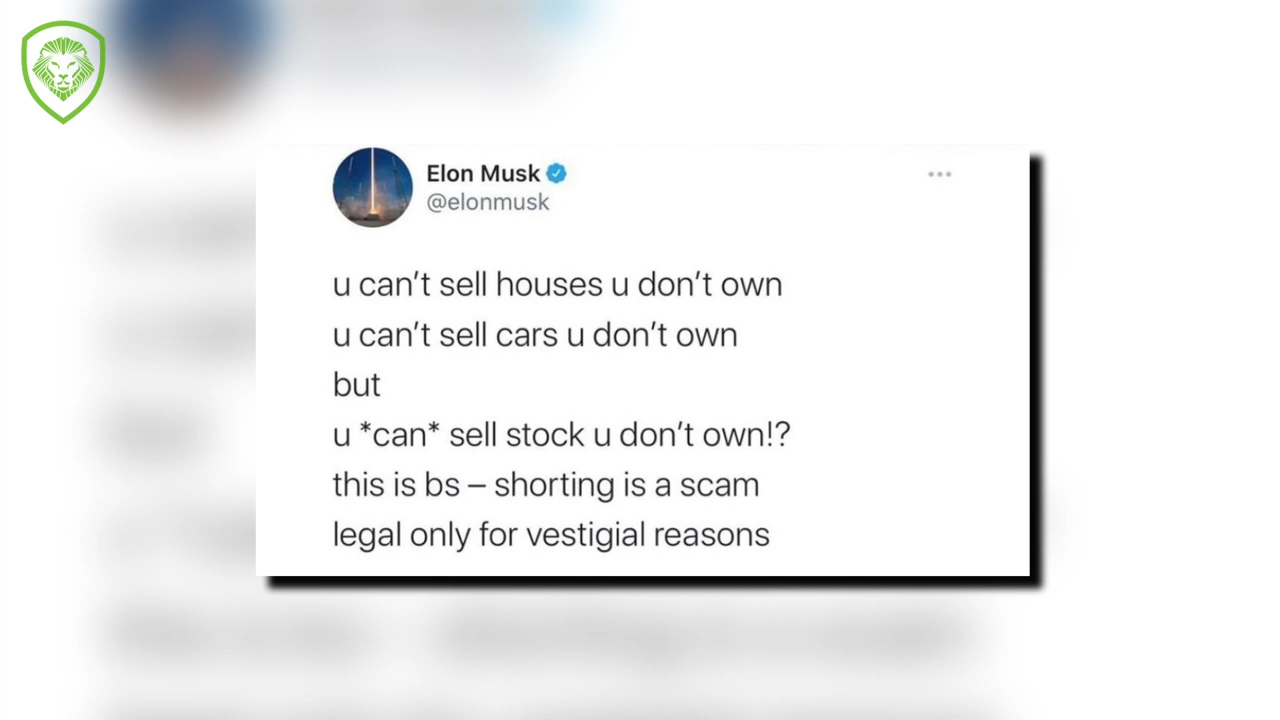 Elon Musk
@elonmusk
u can't sell houses u don't own
u can't sell cars u don't own
but
u *can* sell stock u don't own!?
this is bs – shorting is a scam
legal only for vestigial reasons